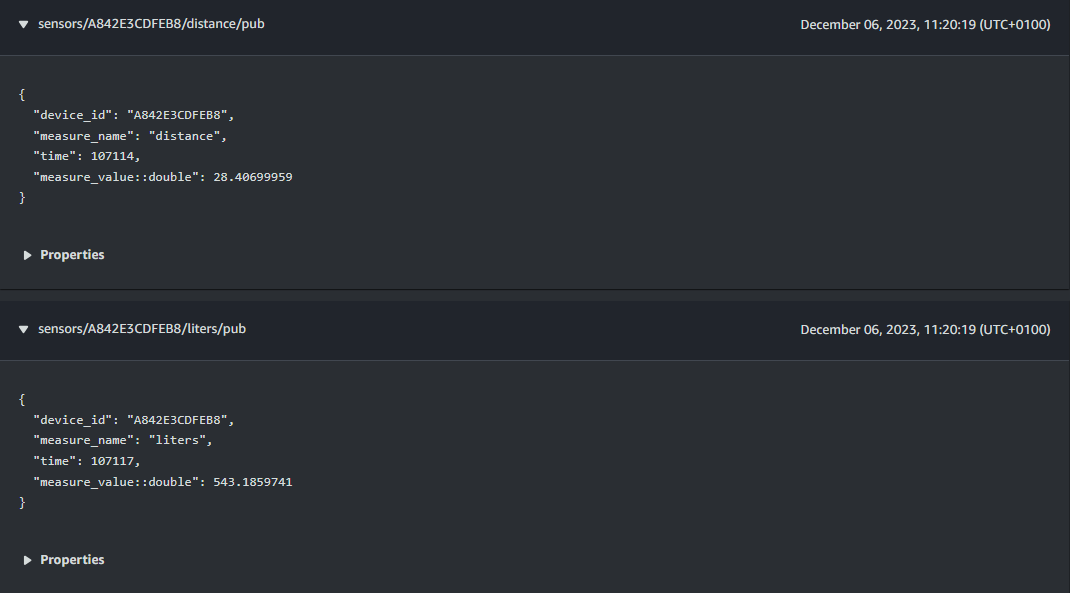 sensors/A842E3CDFEB8/distance/pub December 06, 2023, 11:20:19 (UTC+0100)
{
"device_id": "A842E3CDFEB8",
"measure_name": "distance",
"time": 107114,
"measure_value::double": 28.40699959
}
Properties
sensors/A842E3CDFEB8/liters/pub December 06, 2023, 11:20:19 (UTC+0100)
{
"device_id": "A842E3CDFEB8",
"measure_name": "liters",
"time": 107117,
"measure_value::double": 543.1859741
}
Properties